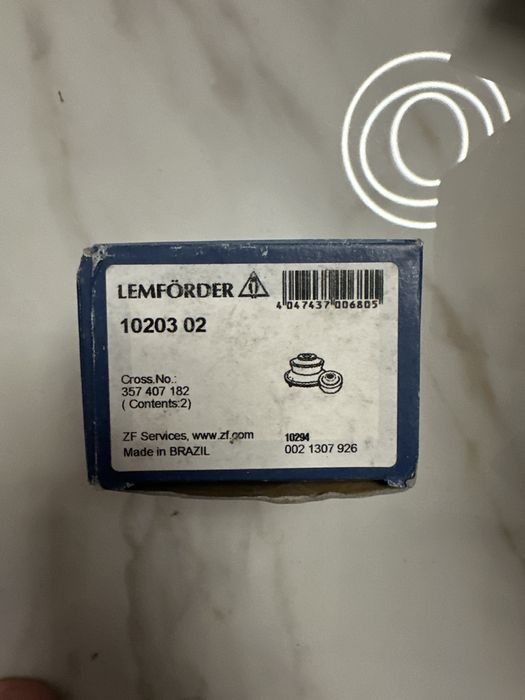 LEMFÖRDER
4 047437 006805
10203 02
Cross.No.:
357 407 182
( Contents:2)
ZF Services, www.zf.com
Made in BRAZIL
10294
002 1307 926